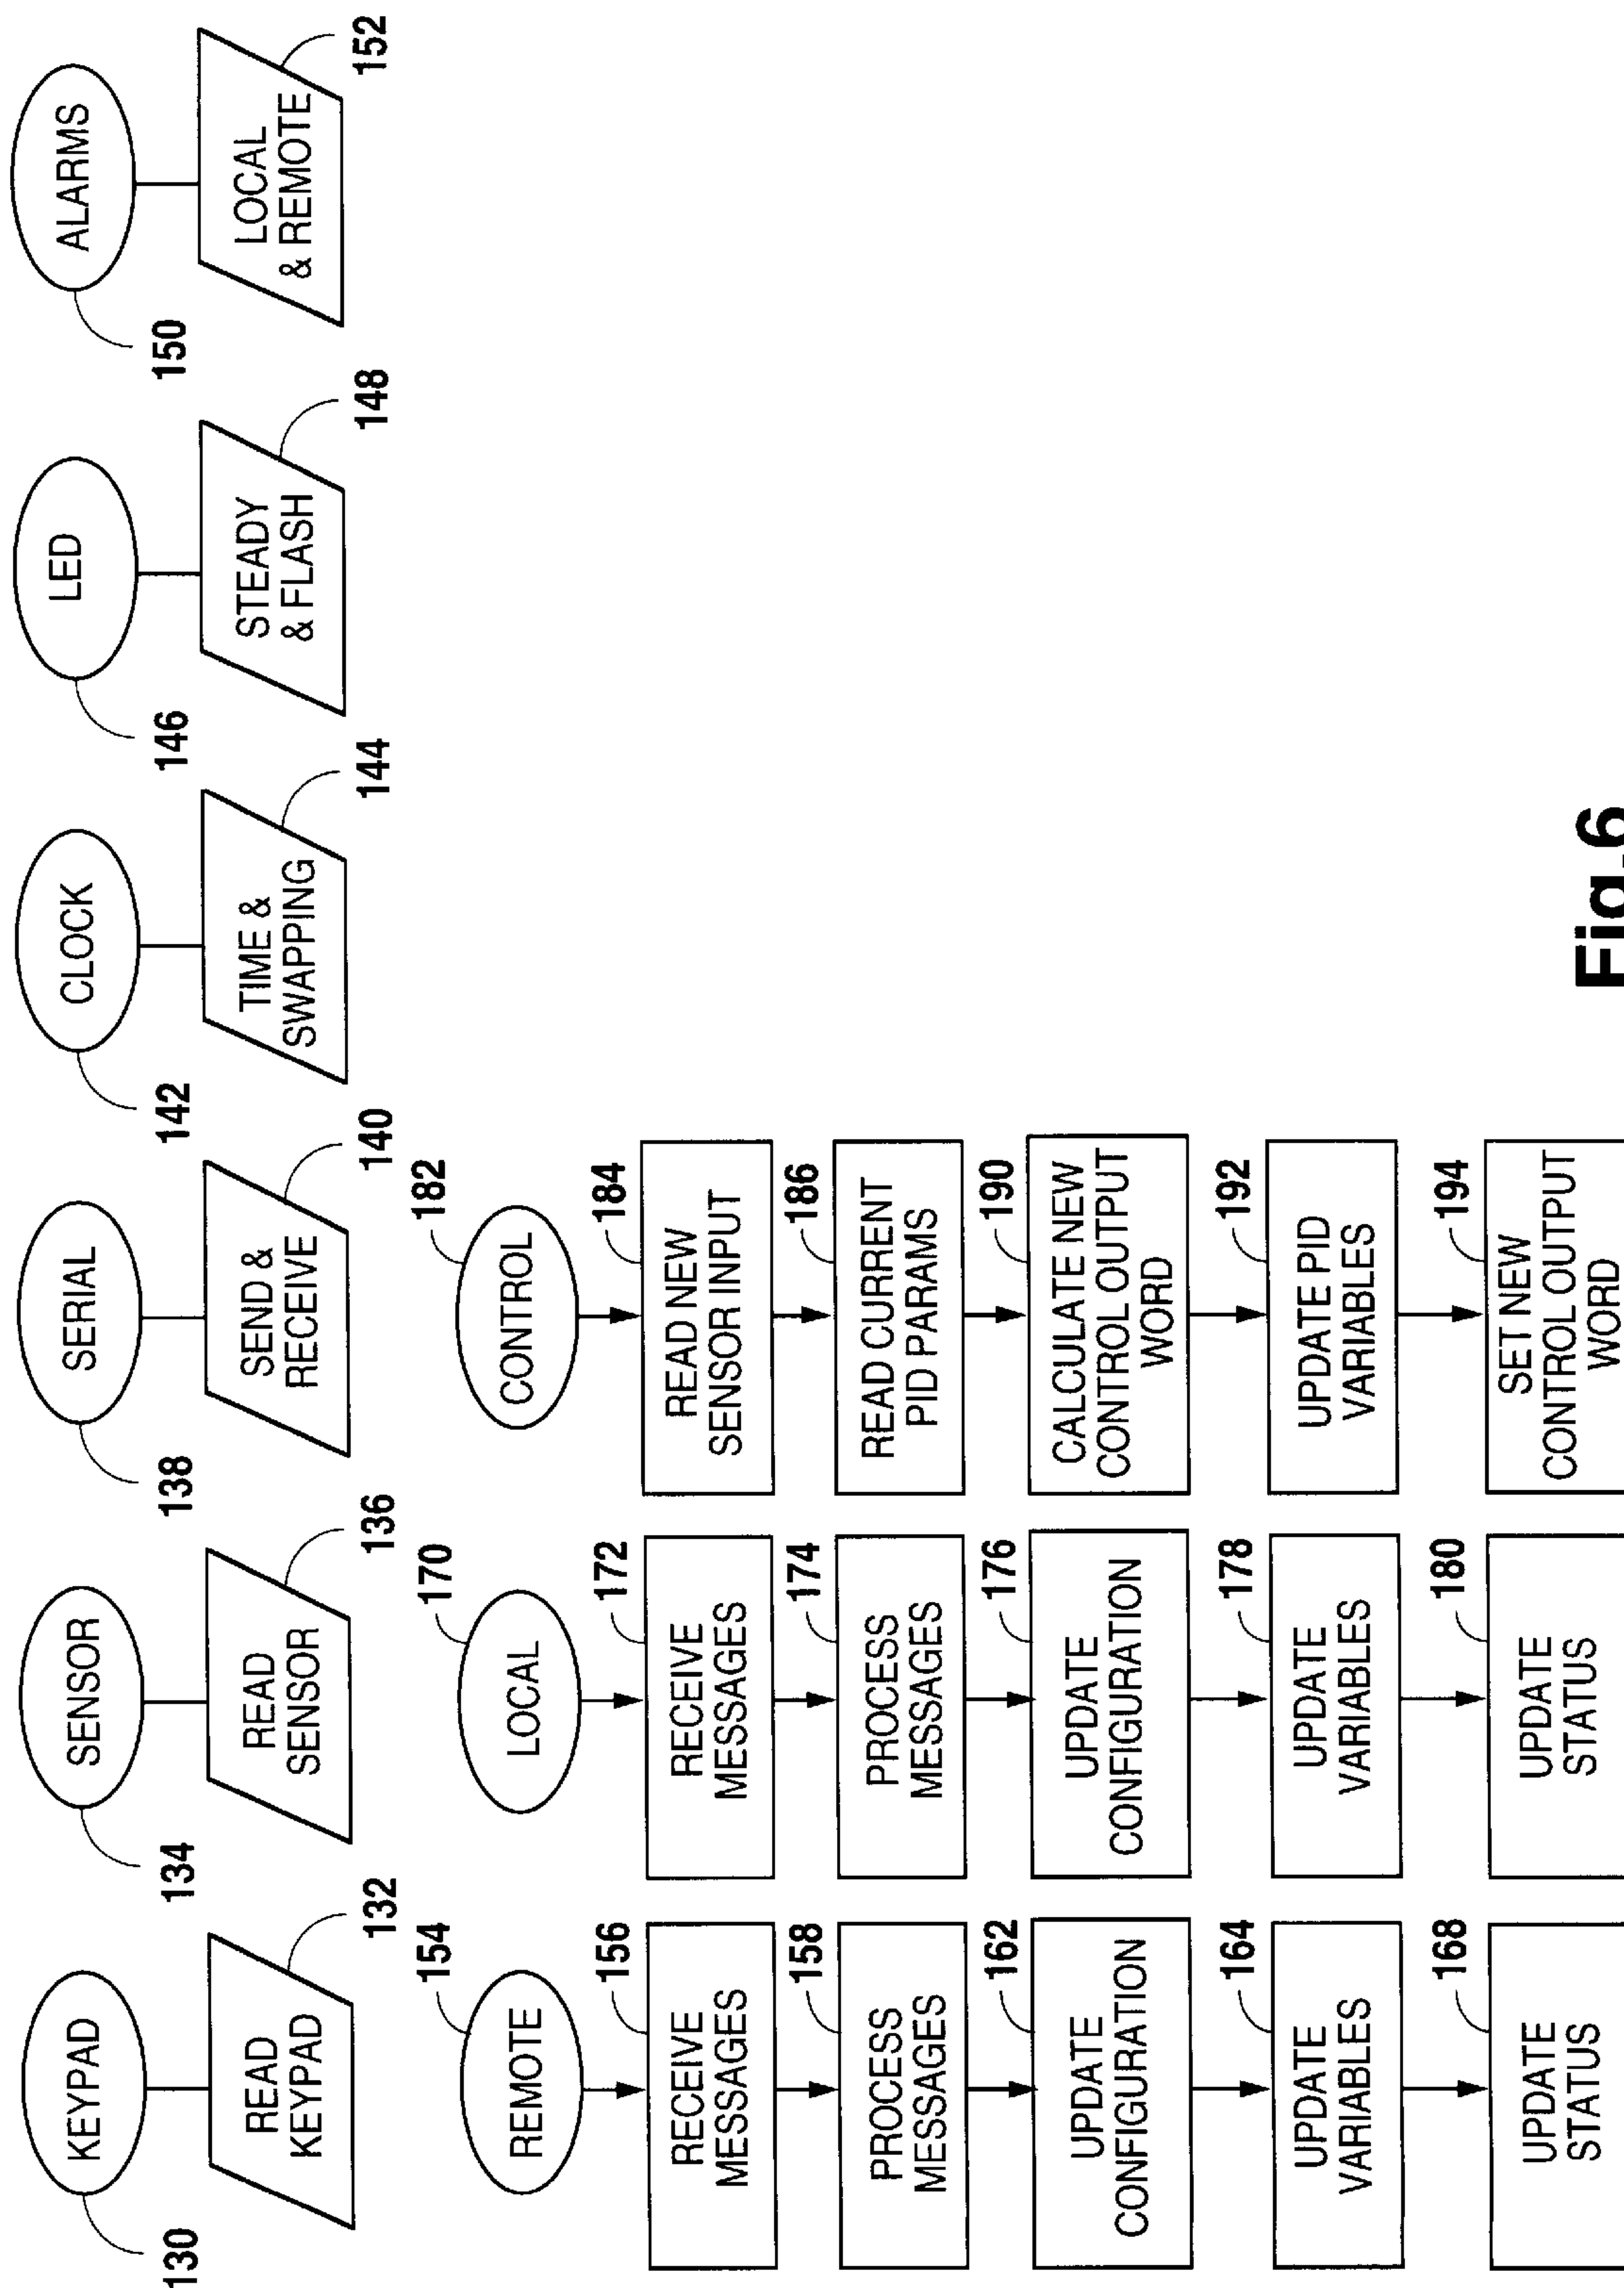 KEYPAD
130
READ
KEYPAD
132
SENSOR
134
READ
SENSOR
136
SERIAL
138
SEND &
RECEIVE
140
CLOCK
142
TIME &
SWAPPING
144
LED
146
STEADY
& FLASH
148
ALARMS
150
LOCAL
& REMOTE
152
REMOTE
154
RECEIVE
MESSAGES
156
PROCESS
MESSAGES
158
UPDATE
CONFIGURATION
162
UPDATE
VARIABLES
164
UPDATE
STATUS
168
LOCAL
170
RECEIVE
MESSAGES
172
PROCESS
MESSAGES
174
UPDATE
CONFIGURATION
176
UPDATE
VARIABLES
178
UPDATE
STATUS
180
CONTROL
182
READ NEW
SENSOR INPUT
184
READ CURRENT
PID PARAMS
186
CALCULATE NEW
CONTROL OUTPUT
WORD
190
UPDATE PID
VARIABLES
192
SET NEW
CONTROL OUTPUT
WORD
194
Fig.6